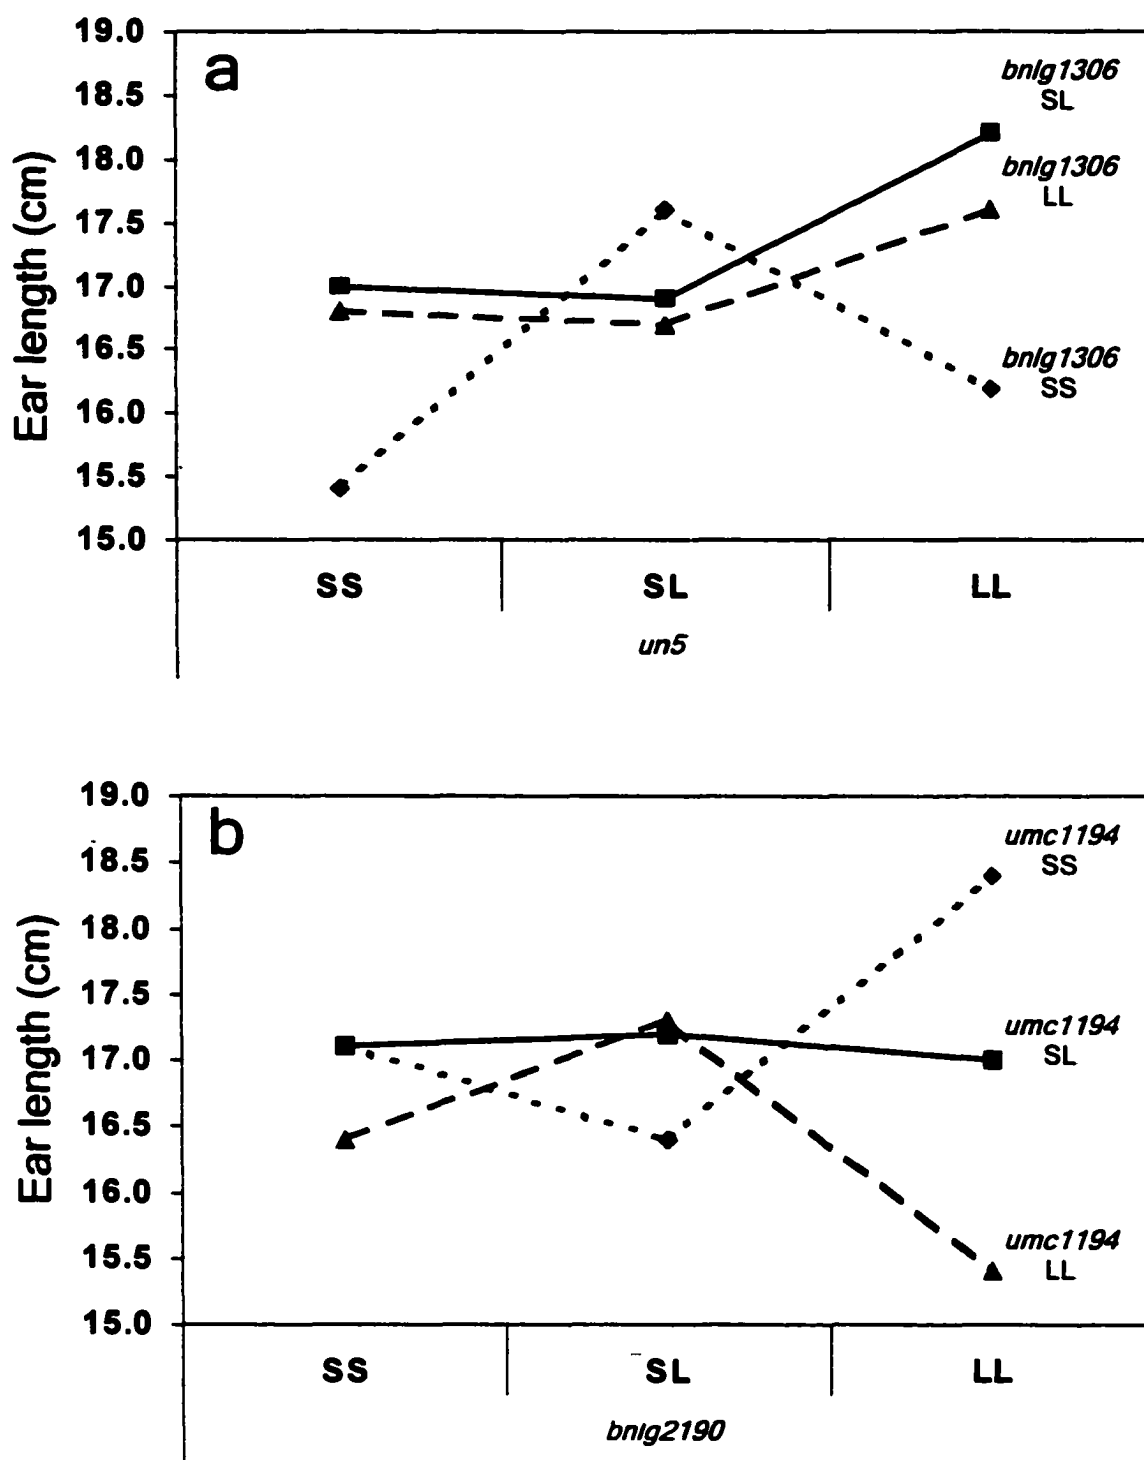 a
Ear length (cm)
19.0
18.5
18.0
17.5
17.0
16.5
16.0
15.5
15.0
bnlg1306
SL
bnlg1306
LL
bnlg1306
SS
SS SL LL
un5
b
Ear length (cm)
19.0
18.5
18.0
17.5
17.0
16.5
16.0
15.5
15.0
umc1194
SS
umc1194
SL
umc1194
LL
SS SL LL
bnlg2190